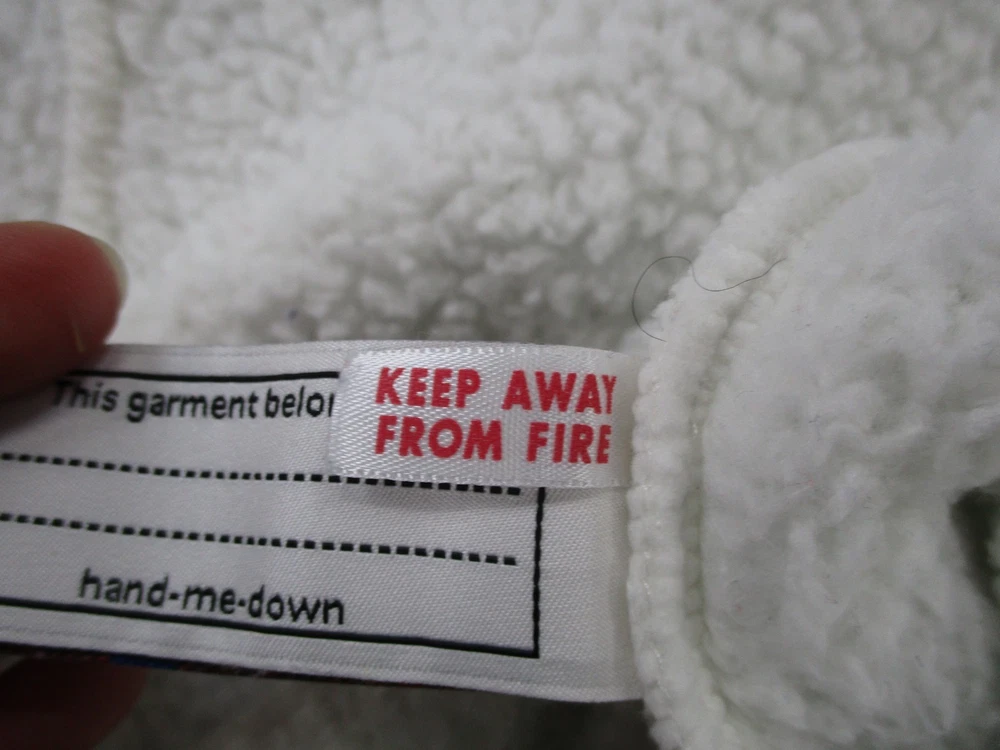 This garment
KEEP AWAY
FROM FIRE
hand-me-down